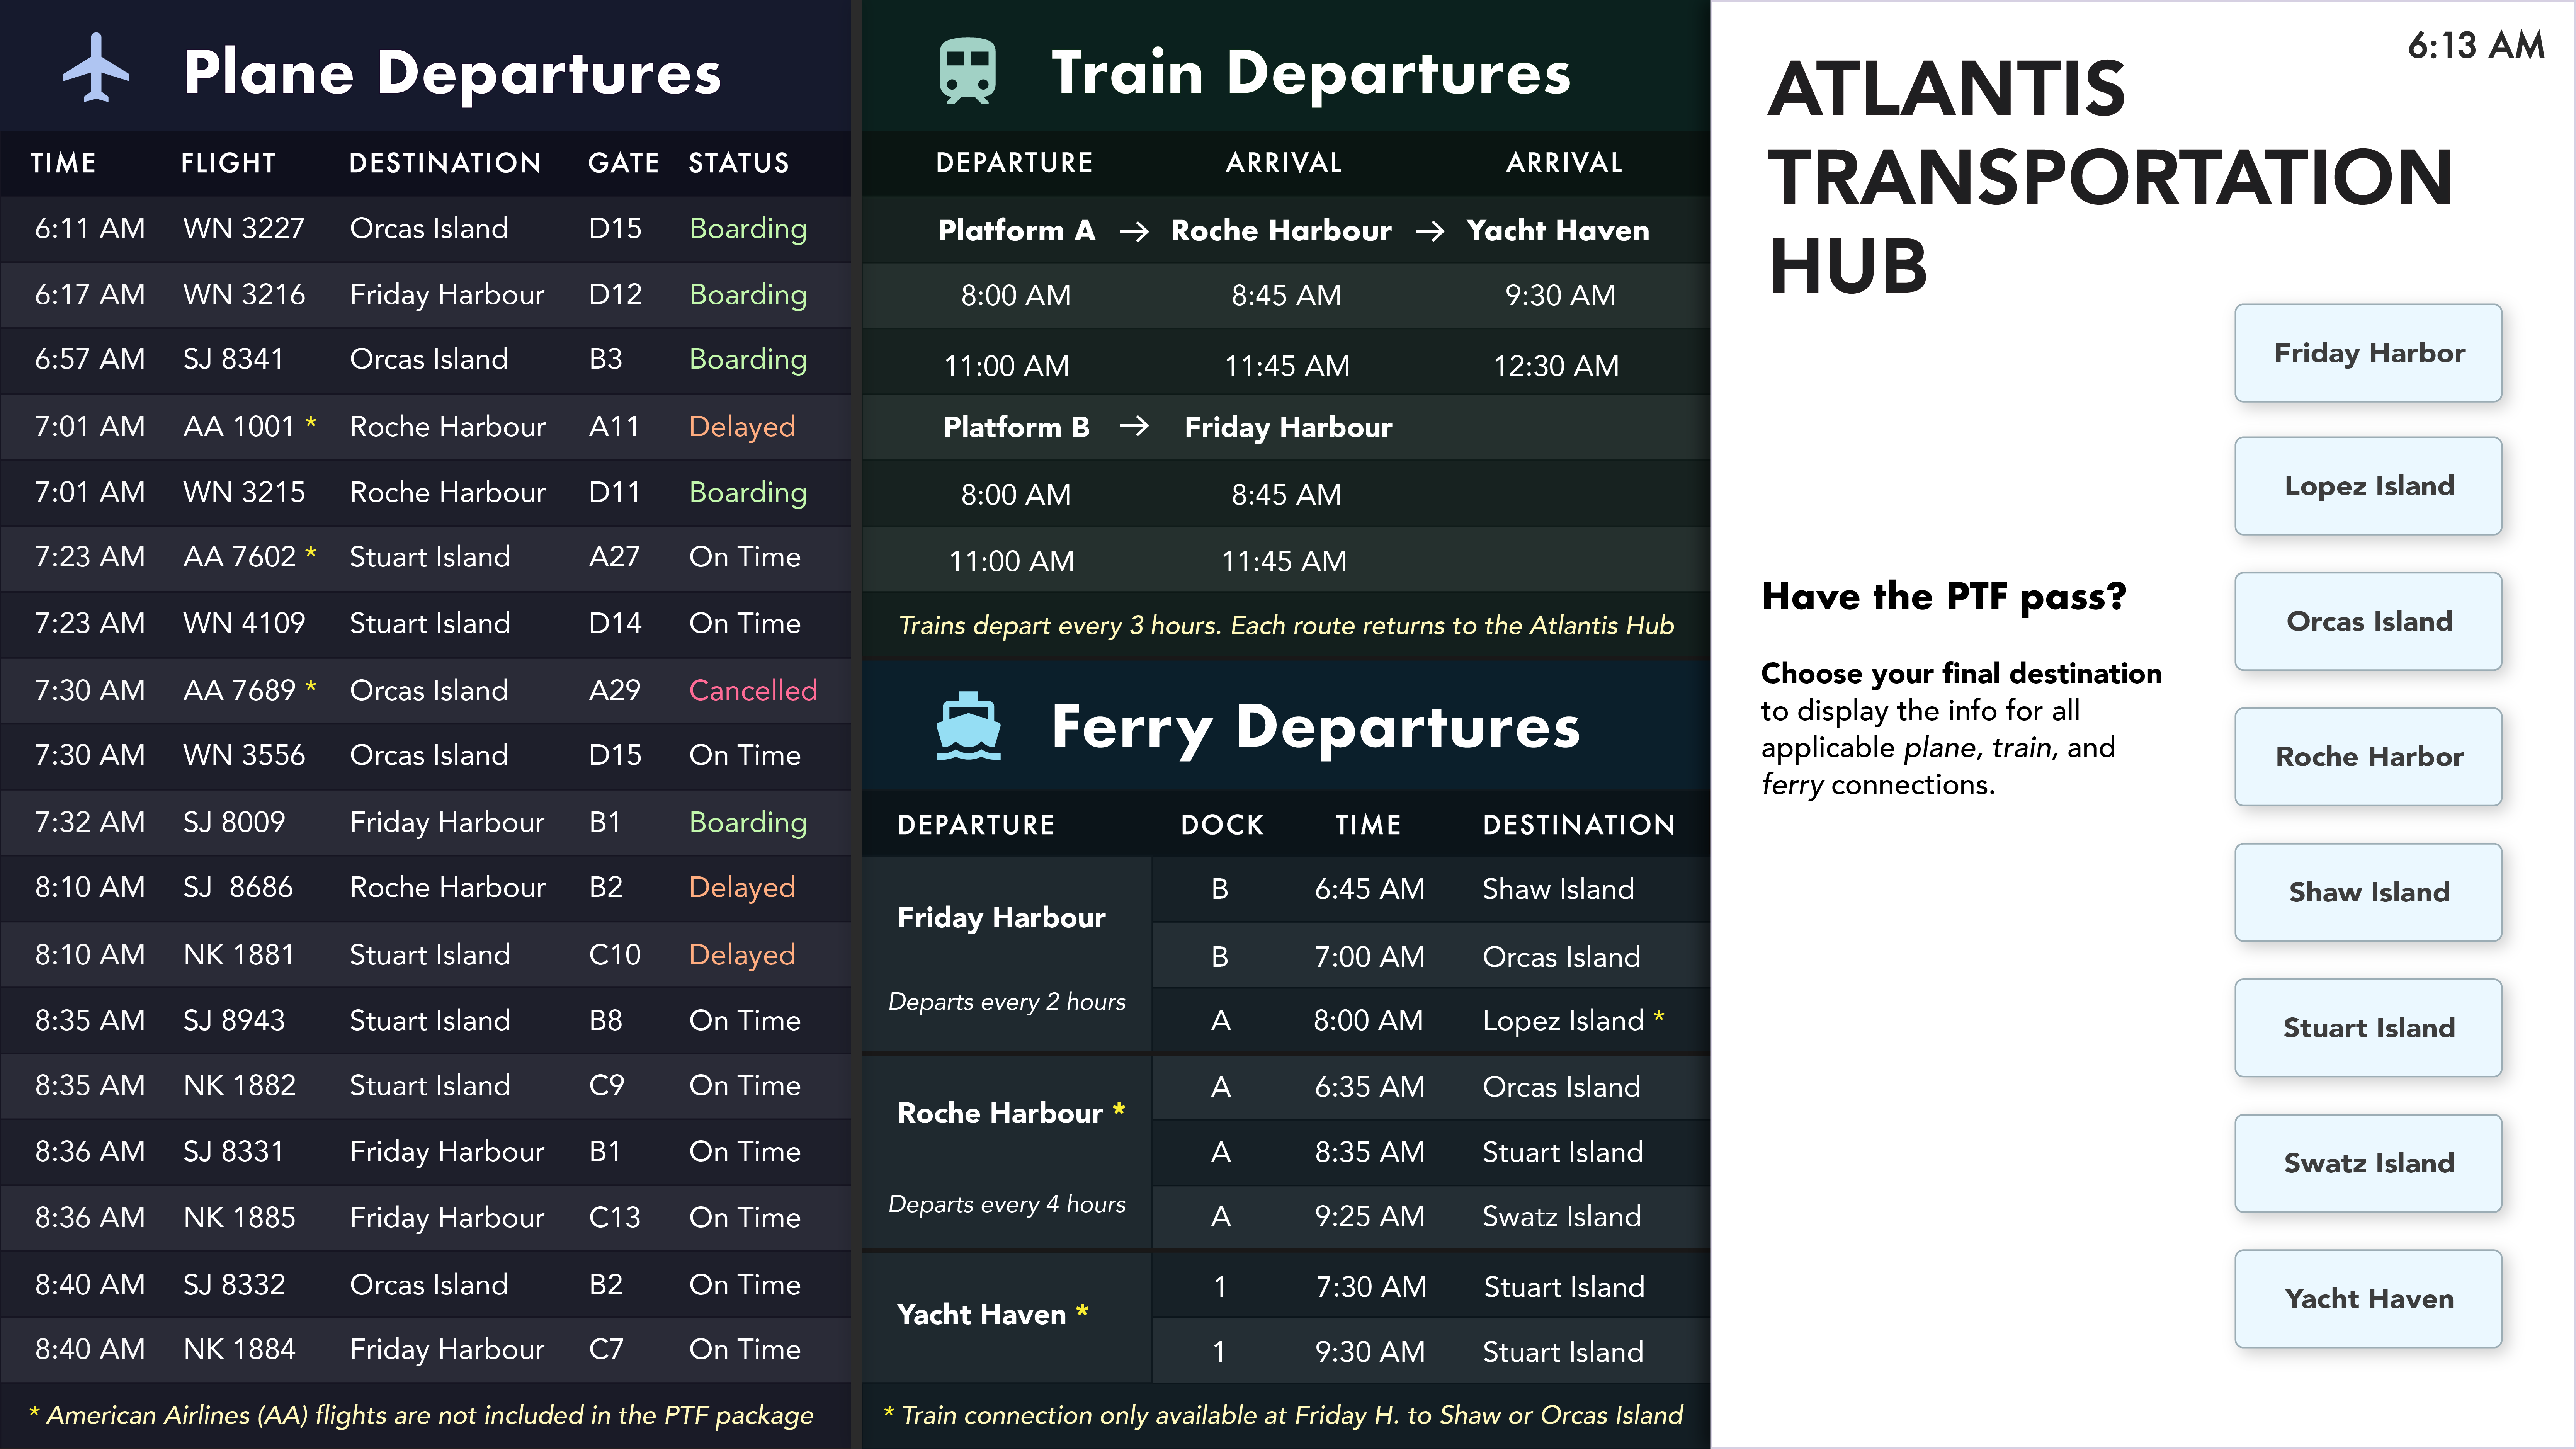 Plane Departures
TIME FLIGHT DESTINATION GATE STATUS
6:11 AM WN 3227 Orcas Island D15 Boarding
6:17 AM WN 3216 Friday Harbour D12 Boarding
6:57 AM SJ 8341 Orcas Island B3 Boarding
7:01 AM AA 1001 * Roche Harbour A11 Delayed
7:01 AM WN 3215 Roche Harbour D11 Boarding
7:23 AM AA 7602 * Stuart Island A27 On Time
7:23 AM WN 4109 Stuart Island D14 On Time
7:30 AM AA 7689 * Orcas Island A29 Cancelled
7:30 AM WN 3556 Orcas Island D15 On Time
7:32 AM SJ 8009 Friday Harbour B1 Boarding
8:10 AM SJ 8686 Roche Harbour B2 Delayed
8:10 AM NK 1881 Stuart Island C10 Delayed
8:35 AM SJ 8943 Stuart Island B8 On Time
8:35 AM NK 1882 Stuart Island C9 On Time
8:36 AM SJ 8331 Friday Harbour B1 On Time
8:36 AM NK 1885 Friday Harbour C13 On Time
8:40 AM SJ 8332 Orcas Island B2 On Time
8:40 AM NK 1884 Friday Harbour C7 On Time
* American Airlines (AA) flights are not included in the PTF package
Train Departures
DEPARTURE ARRIVAL ARRIVAL
Platform A → Roche Harbour → Yacht Haven
8:00 AM 8:45 AM 9:30 AM
11:00 AM 11:45 AM 12:30 AM
Platform B → Friday Harbour
8:00 AM 8:45 AM
11:00 AM 11:45 AM
Trains depart every 3 hours. Each route returns to the Atlantis Hub
Ferry Departures
DEPARTURE DOCK TIME DESTINATION
Friday Harbour
Departs every 2 hours
B 6:45 AM Shaw Island
B 7:00 AM Orcas Island
A 8:00 AM Lopez Island *
Roche Harbour *
Departs every 4 hours
A 6:35 AM Orcas Island
A 8:35 AM Stuart Island
A 9:25 AM Swatz Island
Yacht Haven *
1 7:30 AM Stuart Island
1 9:30 AM Stuart Island
* Train connection only available at Friday H. to Shaw or Orcas Island
6:13 AM
ATLANTIS
TRANSPORTATION
HUB
Have the PTF pass?
Choose your final destination
to display the info for all
applicable plane, train, and
ferry connections.
Friday Harbor
Lopez Island
Orcas Island
Roche Harbor
Shaw Island
Stuart Island
Swatz Island
Yacht Haven